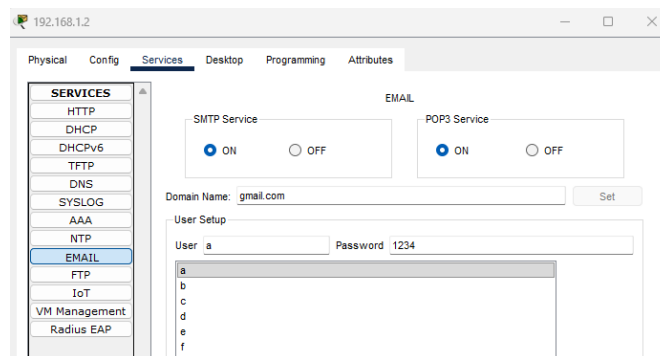 192.168.1.2
Physical Config Services Desktop Programming Attributes
SERVICES
HTTP
DHCP
DHCPv6
TFTP
DNS
SYSLOG
AAA
NTP
EMAIL
FTP
IoT
VM Management
Radius EAP
EMAIL
SMTP Service
ON OFF
POP3 Service
ON OFF
Domain Name: gmail.com Set
User Setup
User a Password 1234
a
b
c
d
e
f